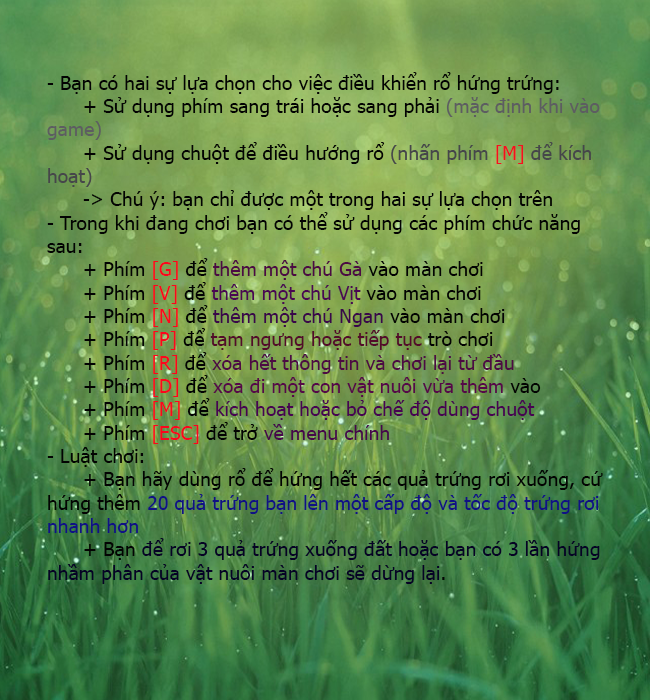 - Bạn có hai sự lựa chọn cho việc điều khiển rổ hứng trứng:
+ Sử dụng phím sang trái hoặc sang phải (mặc định khi vào
game)
+ Sử dụng chuột để điều hướng rổ (nhấn phím [M] để kích
hoạt)
-> Chú ý: bạn chỉ được một trong hai sự lựa chọn trên
- Trong khi đang chơi bạn có thể sử dụng các phím chức năng
sau:
+ Phím [G] để thêm một chú Gà vào màn chơi
+ Phím [V] để thêm một chú Vịt vào màn chơi
+ Phím [N] để thêm một chú Ngan vào màn chơi
+ Phím [P] để tạm ngưng hoặc tiếp tục trò chơi
+ Phím [R] để xóa hết thông tin và chơi lại từ đầu
+ Phím [D] để xóa đi một con vật nuôi vừa thêm vào
+ Phím [M] để kích hoạt hoặc bỏ chế độ dùng chuột
+ Phím [ESC] để trở về menu chính
- Luật chơi:
+ Bạn hãy dùng rổ để hứng hết các quả trứng rơi xuống, cứ
hứng thêm 20 quả trứng bạn lên một cấp độ và tốc độ trứng rơi
nhanh hơn
+ Bạn để rơi 3 quả trứng xuống đất hoặc bạn có 3 lần hứng
nhầm phân của vật nuôi màn chơi sẽ dừng lại.